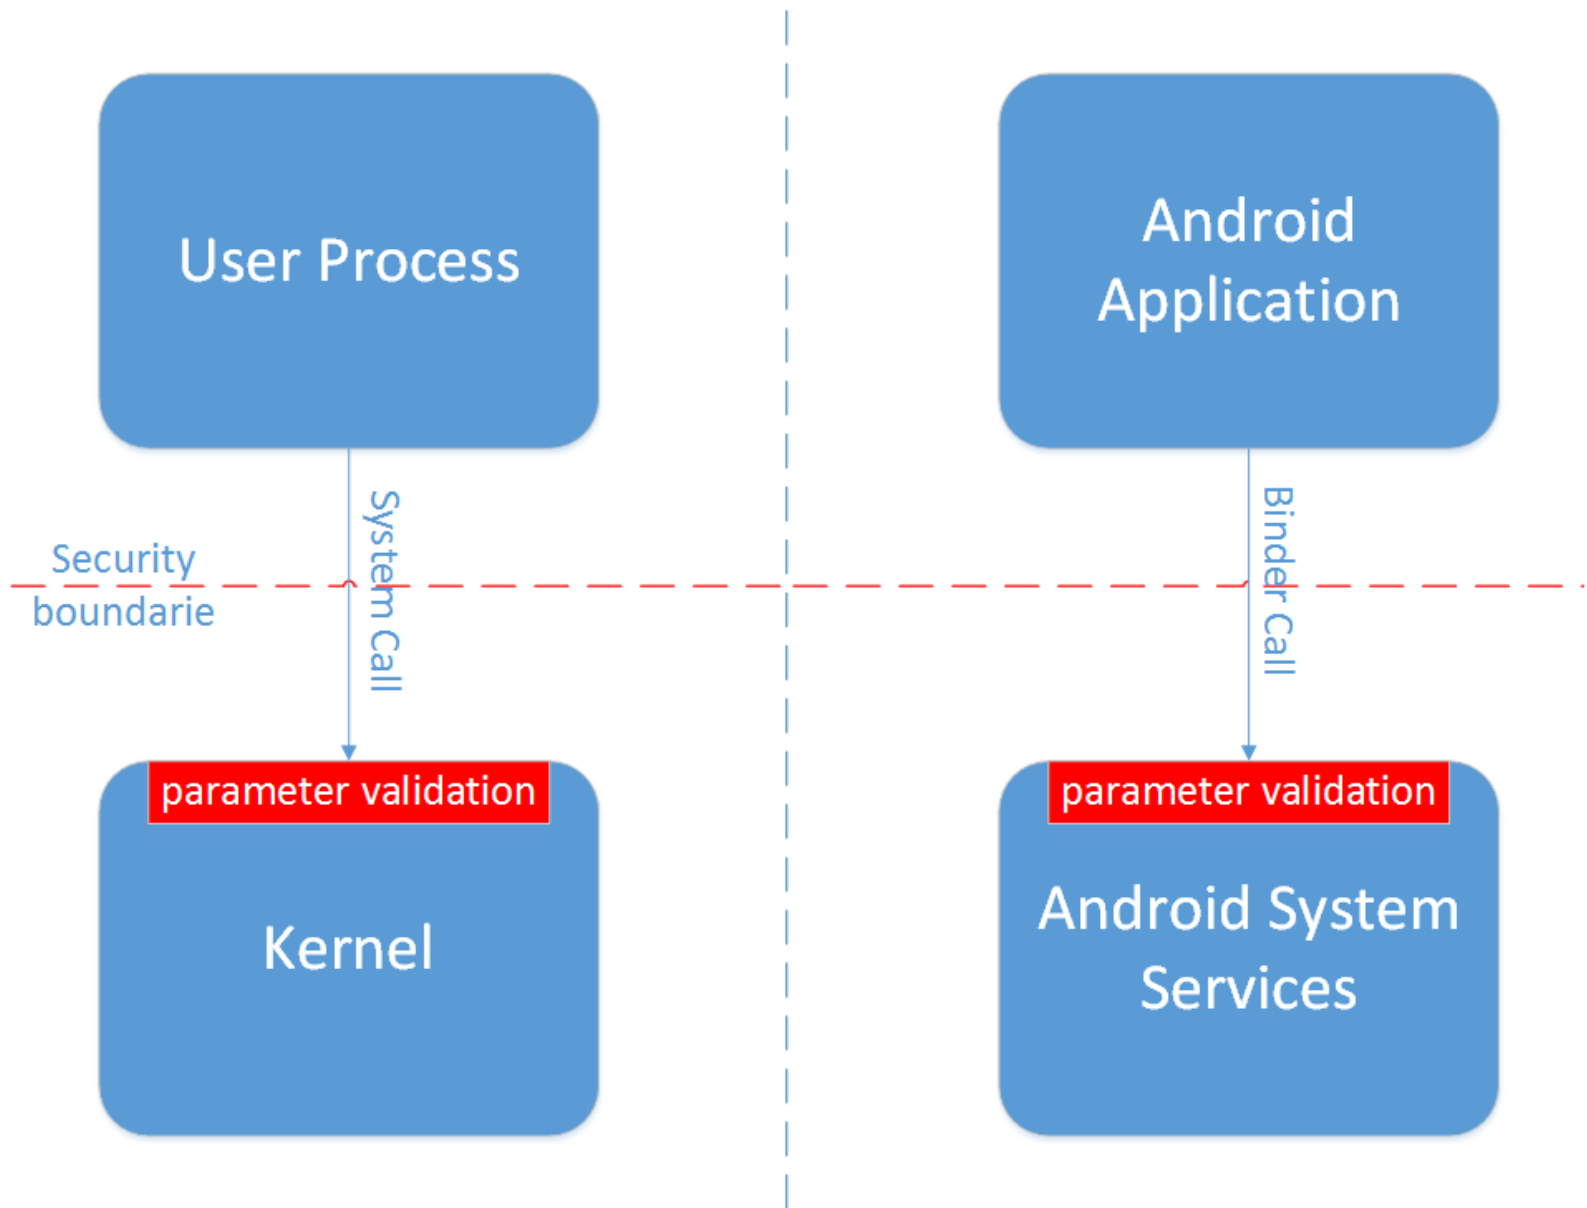 User Process
Android
Application
System Call
Binder Call
Security
boundarie
parameter validation
Kernel
parameter validation
Android System
Services